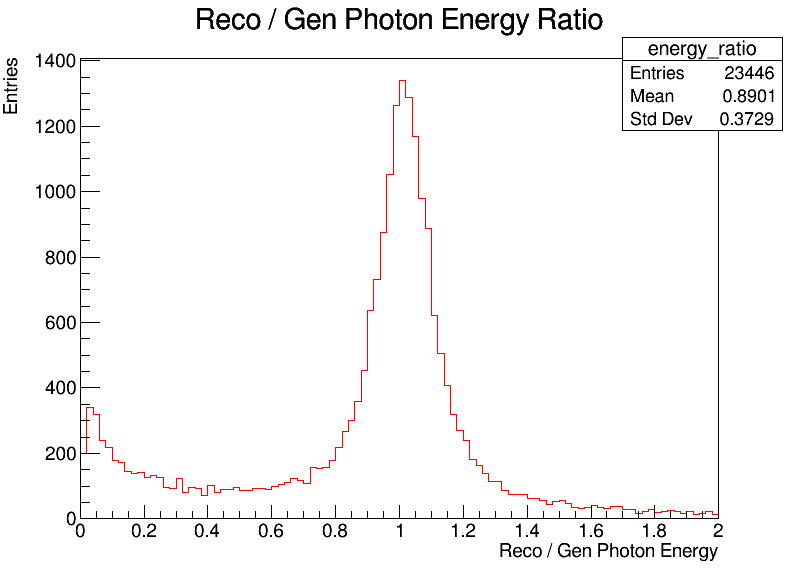 Reco / Gen Photon Energy Ratio
energy_ratio
Entries 23446
Mean 0.8901
Std Dev 0.3729
Entries
1400
1200
1000
800
600
400
200
0
0 0.2 0.4 0.6 0.8 1 1.2 1.4 1.6 1.8 2
Reco / Gen Photon Energy